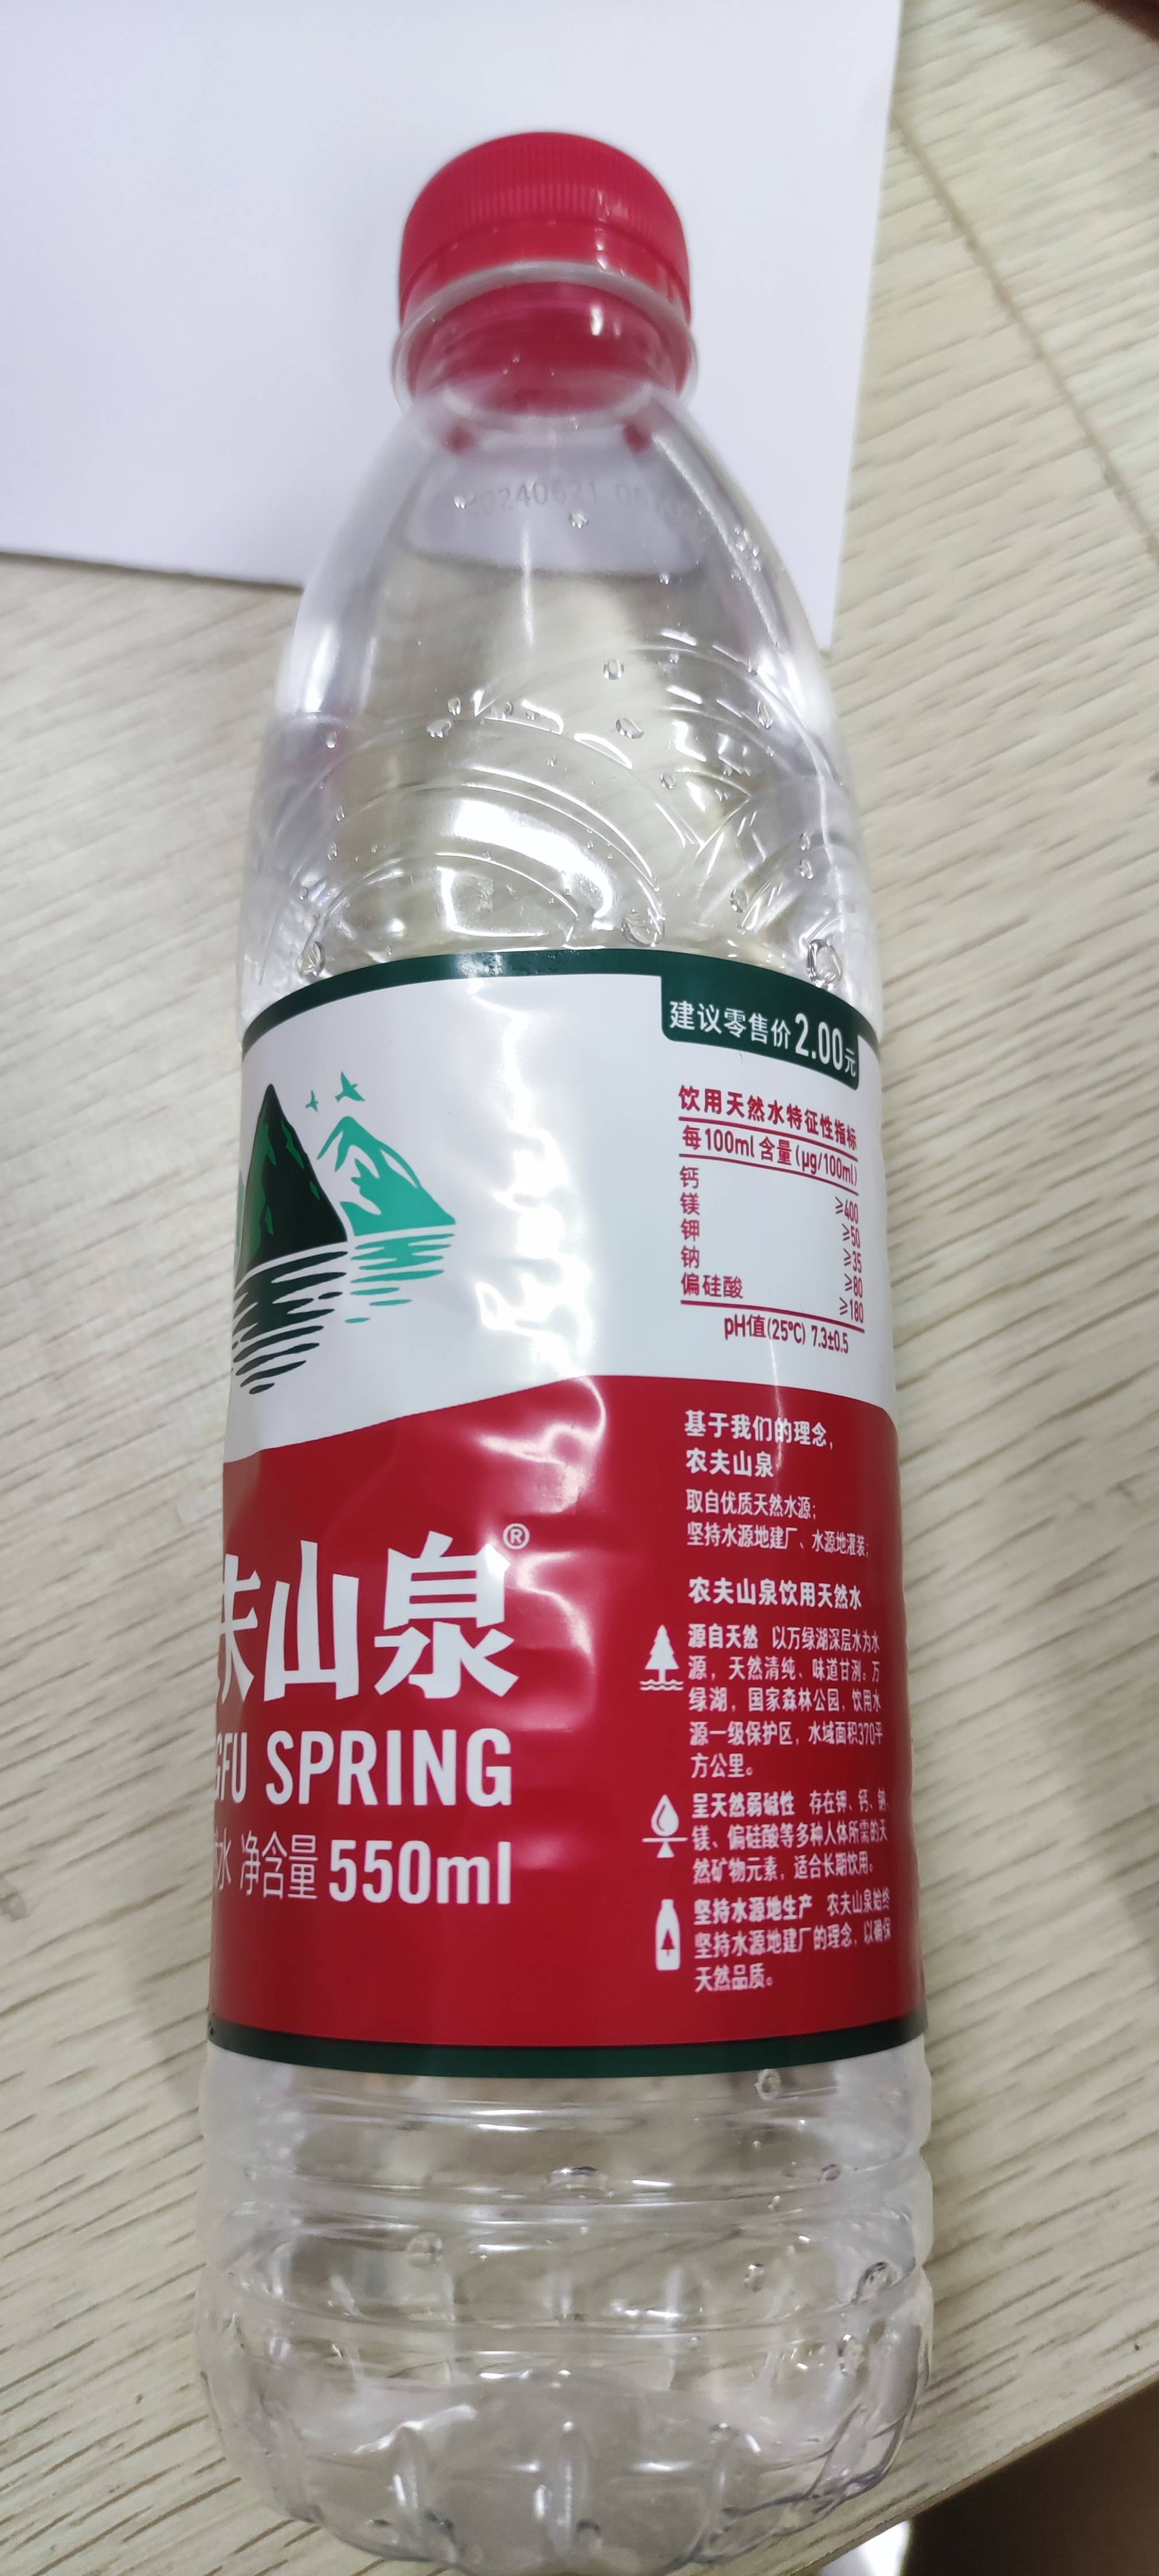 20240621
建议零售价2.00元
饮用天然水特征性指标
每100ml含量(μg/100ml)
钙 ≥400
镁 ≥50
钾 ≥35
钠 ≥80
偏硅酸 ≥180
pH值(25℃) 7.3±0.5
基于我们的理念，
农夫山泉
取自优质天然水源；
坚持水源地建厂、水源地灌装；
农夫山泉饮用天然水
源自天然 以万绿湖深层水为水
源，天然清纯、味道甘洌。万
绿湖，国家森林公园，饮用水
源一级保护区，水域面积370平
方公里。
呈天然弱碱性 存在钾、钙、钠、
镁、偏硅酸等多种人体所需的天
然矿物元素，适合长期饮用。
坚持水源地生产 农夫山泉始终
坚持水源地建厂的理念，以确保
天然品质。
夫山泉®
GFU SPRING
水 净含量 550ml